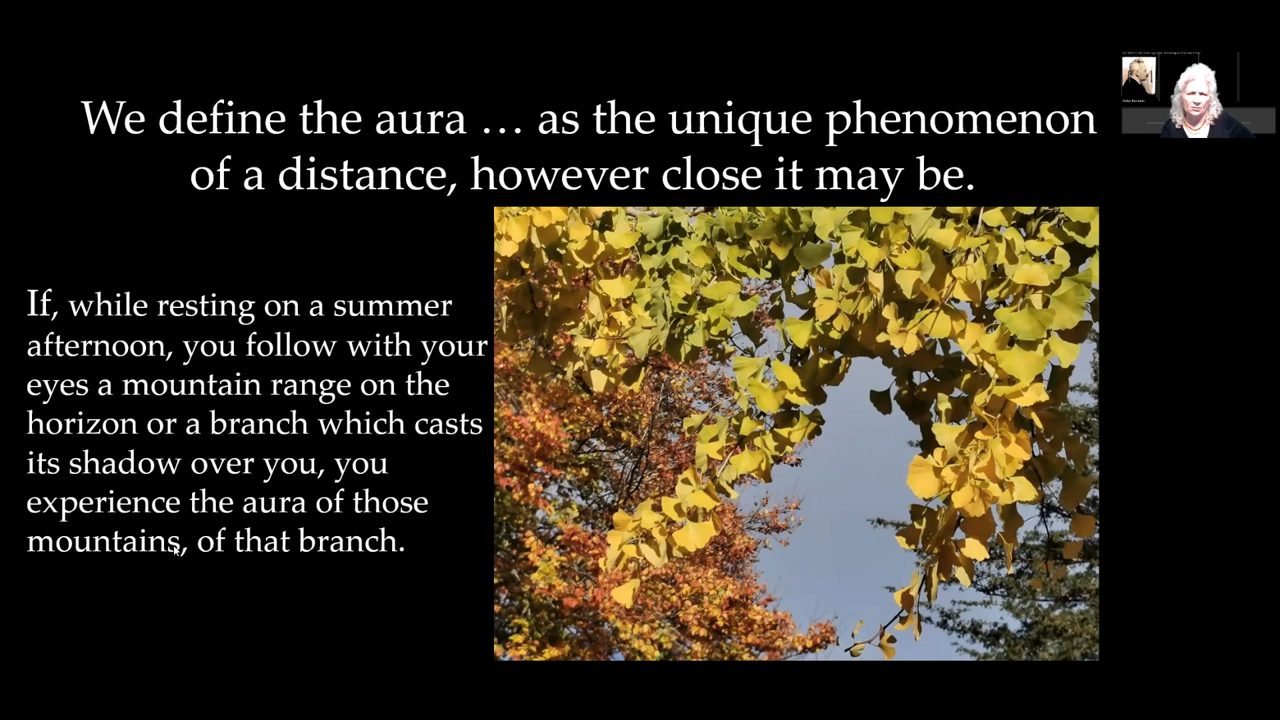 We define the aura … as the unique phenomenon
of a distance, however close it may be.
If, while resting on a summer
afternoon, you follow with your
eyes a mountain range on the
horizon or a branch which casts
its shadow over you, you
experience the aura of those
mountains, of that branch.